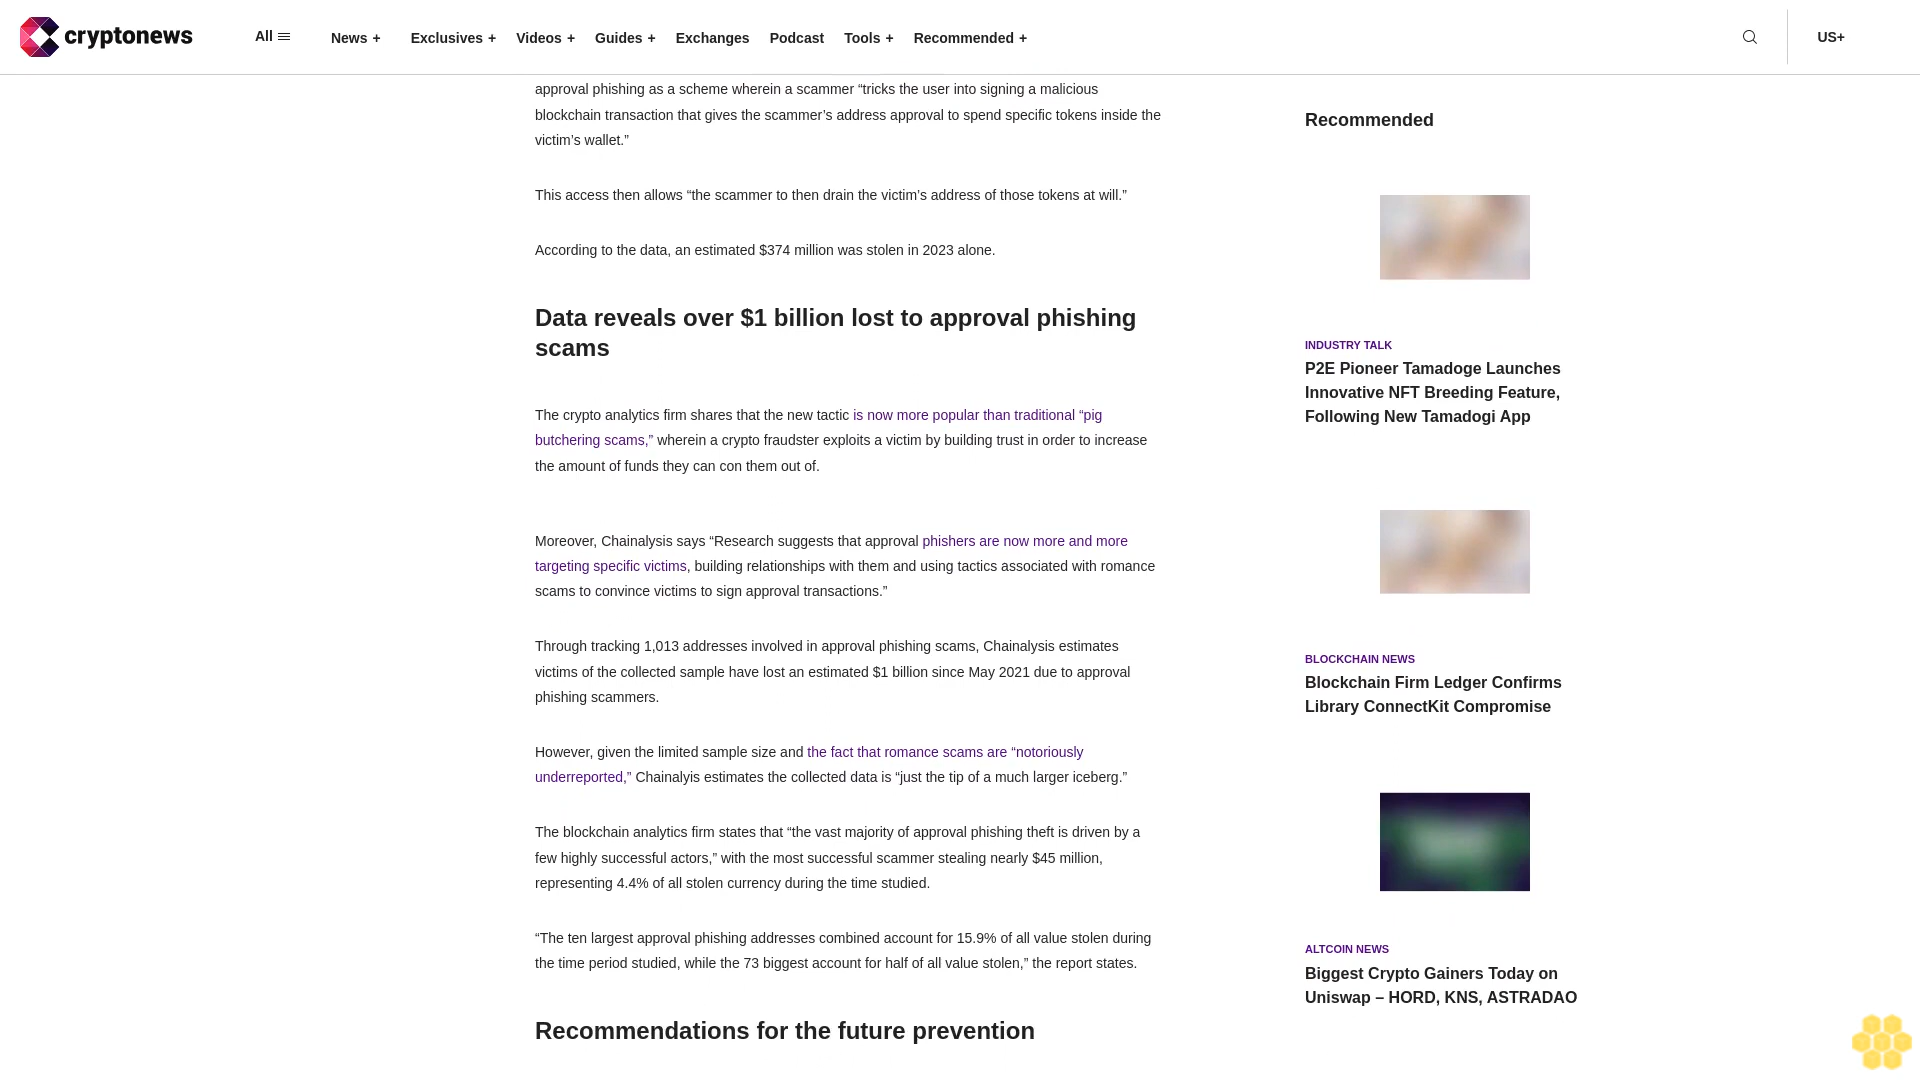 cryptonews
All
News +
Exclusives +
Videos +
Guides +
Exchanges
Podcast
Tools +
Recommended +
US+
approval phishing as a scheme wherein a scammer “tricks the user into signing a malicious
blockchain transaction that gives the scammer’s address approval to spend specific tokens inside the
victim’s wallet.”
This access then allows “the scammer to then drain the victim’s address of those tokens at will.”
According to the data, an estimated $374 million was stolen in 2023 alone.
Data reveals over $1 billion lost to approval phishing
scams
The crypto analytics firm shares that the new tactic is now more popular than traditional “pig
butchering scams,” wherein a crypto fraudster exploits a victim by building trust in order to increase
the amount of funds they can con them out of.
Moreover, Chainalysis says “Research suggests that approval phishers are now more and more
targeting specific victims, building relationships with them and using tactics associated with romance
scams to convince victims to sign approval transactions.”
Through tracking 1,013 addresses involved in approval phishing scams, Chainalysis estimates
victims of the collected sample have lost an estimated $1 billion since May 2021 due to approval
phishing scammers.
However, given the limited sample size and the fact that romance scams are “notoriously
underreported,” Chainalyis estimates the collected data is “just the tip of a much larger iceberg.”
The blockchain analytics firm states that “the vast majority of approval phishing theft is driven by a
few highly successful actors,” with the most successful scammer stealing nearly $45 million,
representing 4.4% of all stolen currency during the time studied.
“The ten largest approval phishing addresses combined account for 15.9% of all value stolen during
the time period studied, while the 73 biggest account for half of all value stolen,” the report states.
Recommendations for the future prevention
Recommended
INDUSTRY TALK
P2E Pioneer Tamadoge Launches
Innovative NFT Breeding Feature,
Following New Tamadogi App
BLOCKCHAIN NEWS
Blockchain Firm Ledger Confirms
Library ConnectKit Compromise
ALTCOIN NEWS
Biggest Crypto Gainers Today on
Uniswap – HORD, KNS, ASTRADAO